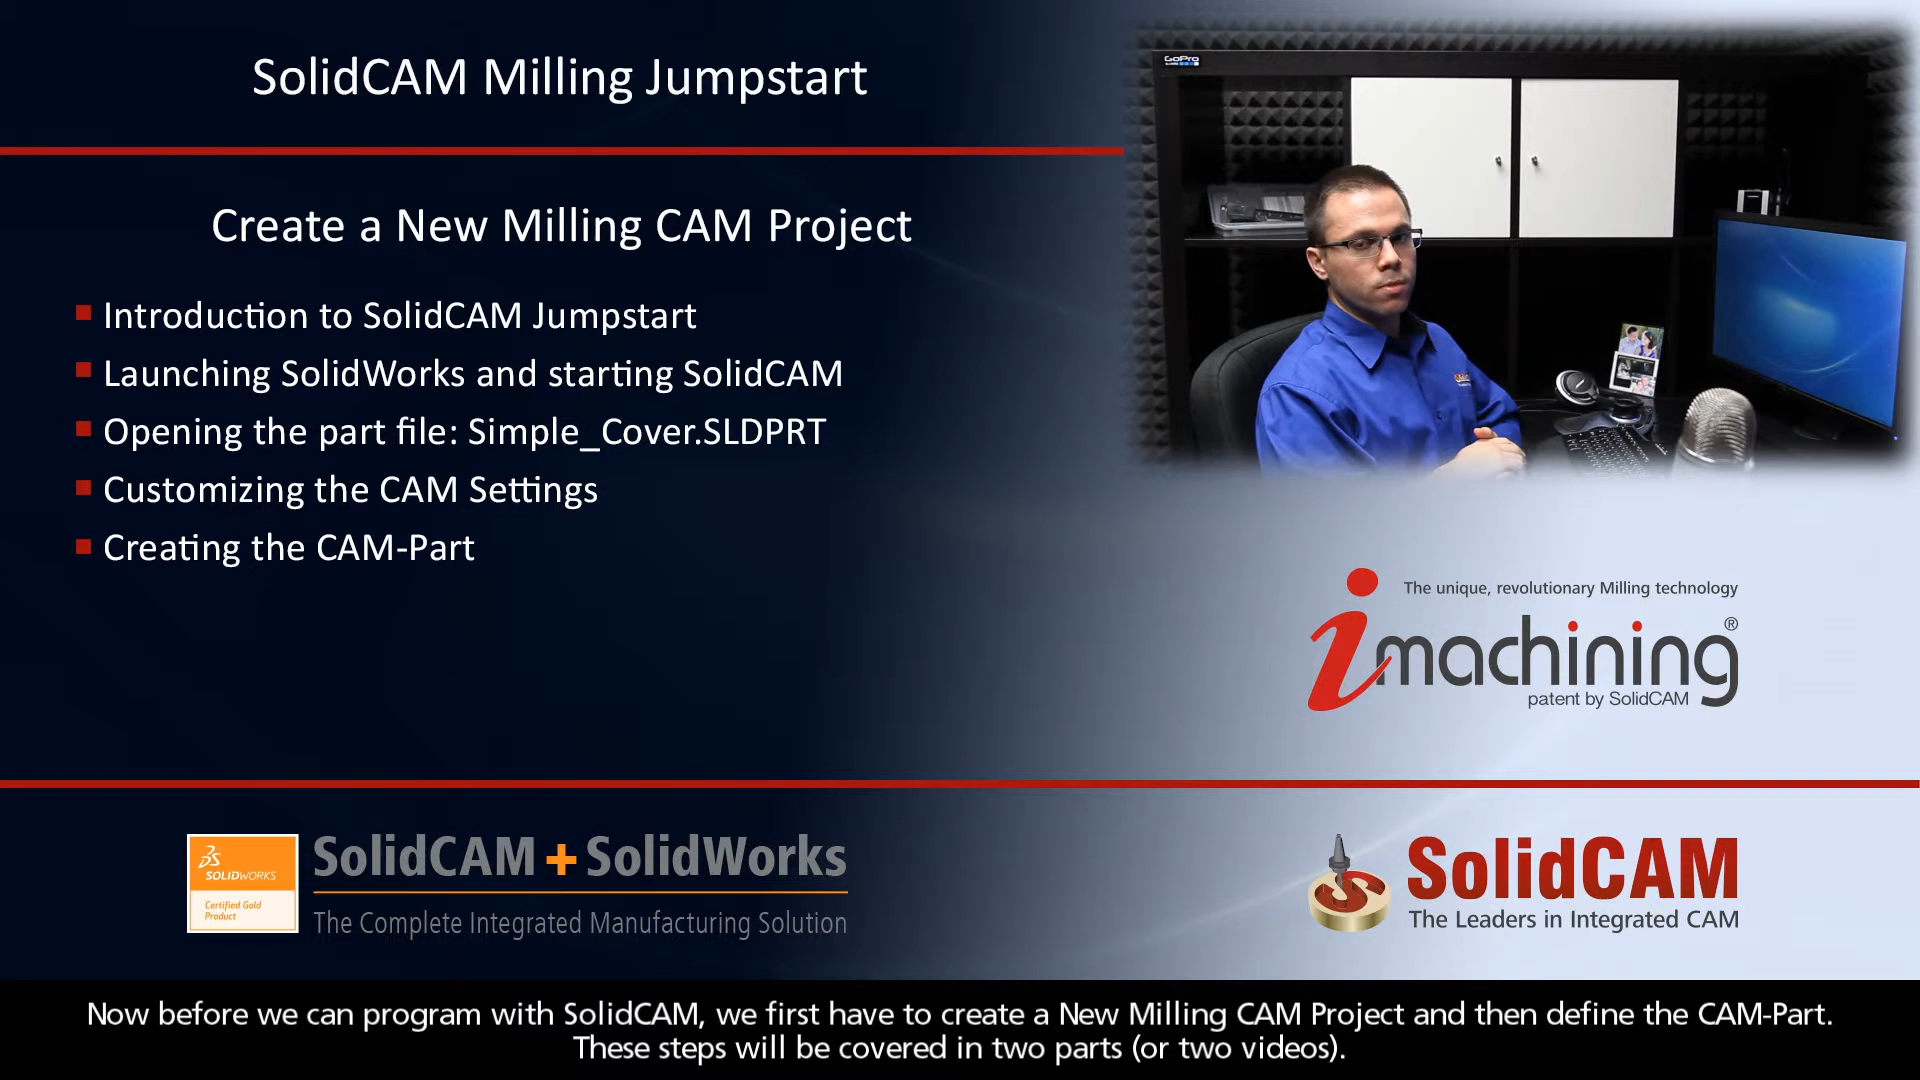 SolidCAM Milling Jumpstart
GoPro
Create a New Milling CAM Project
Introduction to SolidCAM Jumpstart
Launching SolidWorks and starting SolidCAM
Opening the part file: Simple_Cover.SLDPRT
Customizing the CAM Settings
Creating the CAM-Part
The unique, revolutionary Milling technology
imachining®
patent by SolidCAM
SOLIDWORKS
Certified Gold
Product
SolidCAM + SolidWorks
The Complete Integrated Manufacturing Solution
SolidCAM
The Leaders in Integrated CAM
Now before we can program with SolidCAM, we first have to create a New Milling CAM Project and then define the CAM-Part.
These steps will be covered in two parts (or two videos).